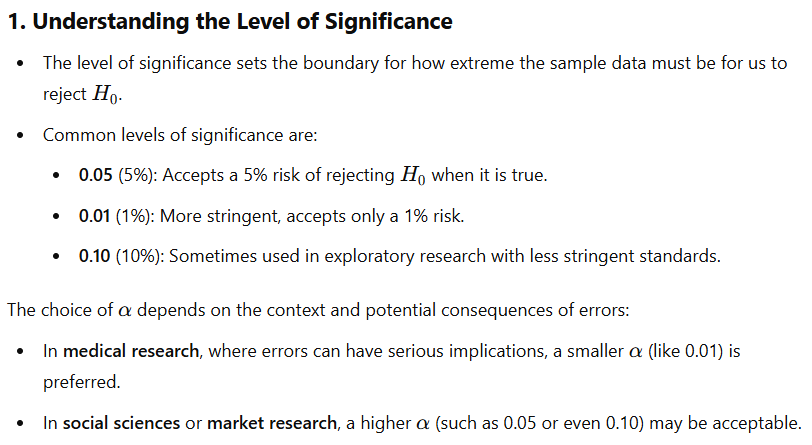 1. Understanding the Level of Significance
• The level of significance sets the boundary for how extreme the sample data must be for us to
reject H₀.
• Common levels of significance are:
• 0.05 (5%): Accepts a 5% risk of rejecting H₀ when it is true.
• 0.01 (1%): More stringent, accepts only a 1% risk.
• 0.10 (10%): Sometimes used in exploratory research with less stringent standards.
The choice of α depends on the context and potential consequences of errors:
• In medical research, where errors can have serious implications, a smaller α (like 0.01) is
preferred.
• In social sciences or market research, a higher α (such as 0.05 or even 0.10) may be acceptable.